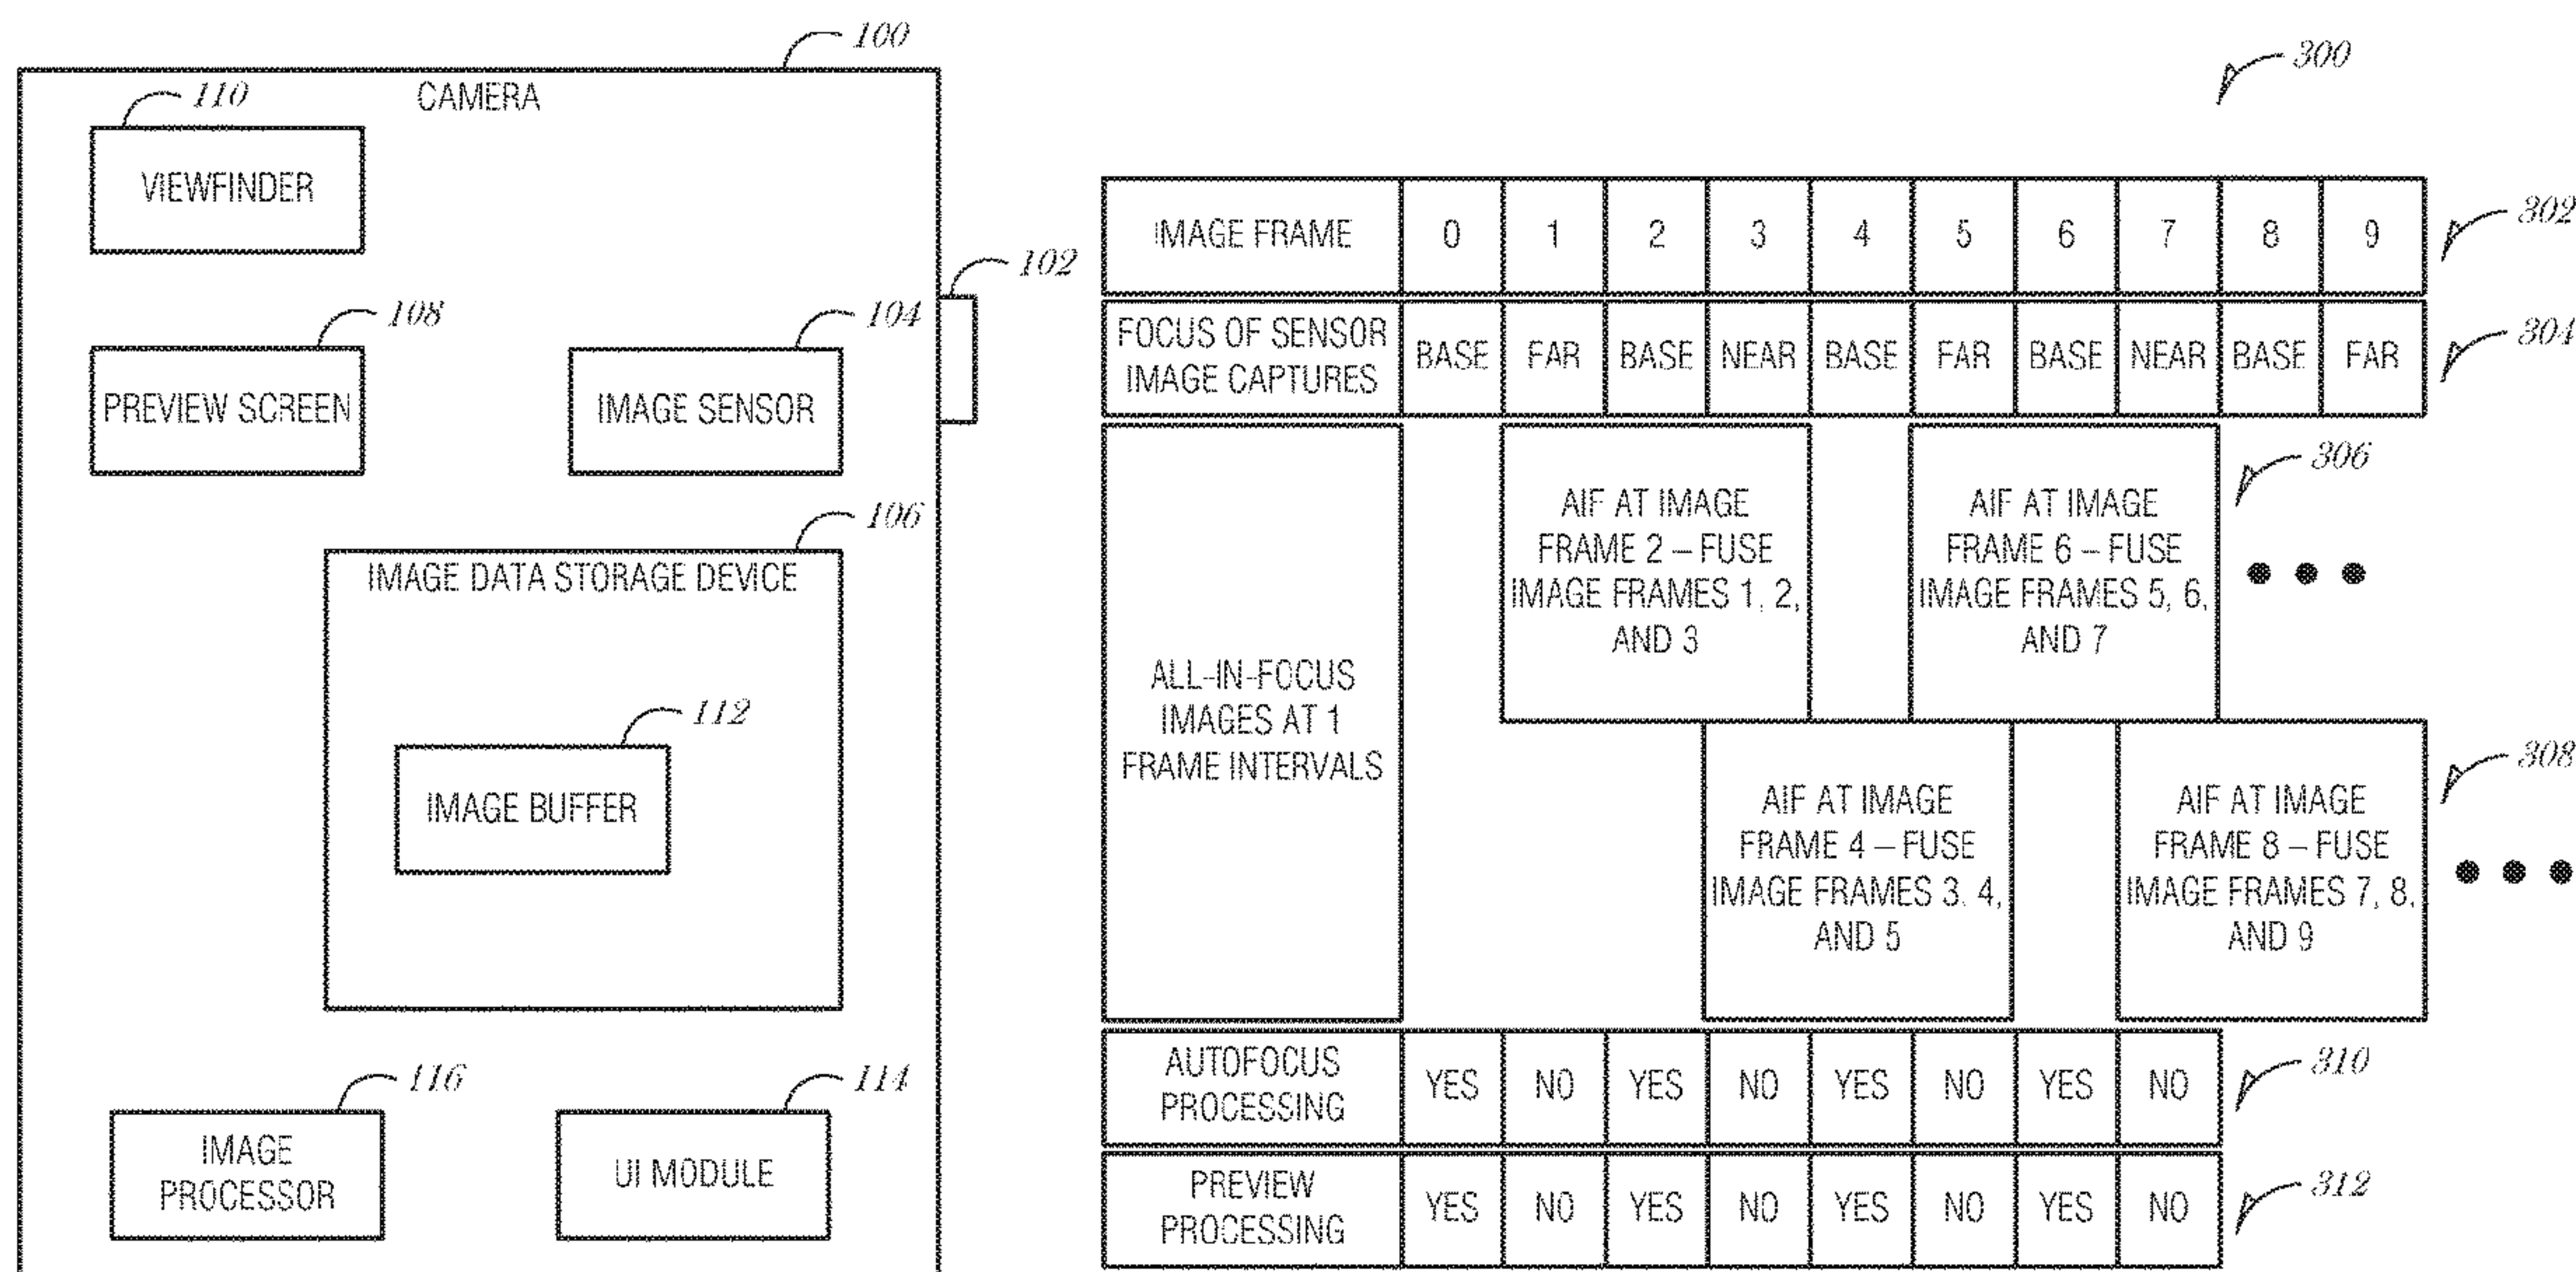 100
CAMERA
110
VIEWFINDER
102
108
PREVIEW SCREEN
104
IMAGE SENSOR
106
IMAGE DATA STORAGE DEVICE
112
IMAGE BUFFER
116
IMAGE
PROCESSOR
114
UI MODULE
300
IMAGE FRAME 0 1 2 3 4 5 6 7 8 9
302
FOCUS OF SENSOR
IMAGE CAPTURES
BASE FAR BASE NEAR BASE FAR BASE NEAR BASE FAR
304
ALL-IN-FOCUS
IMAGES AT 1
FRAME INTERVALS
AIF AT IMAGE
FRAME 2 – FUSE
IMAGE FRAMES 1, 2,
AND 3
AIF AT IMAGE
FRAME 6 – FUSE
IMAGE FRAMES 5, 6,
AND 7
306
AIF AT IMAGE
FRAME 4 – FUSE
IMAGE FRAMES 3, 4,
AND 5
AIF AT IMAGE
FRAME 8 – FUSE
IMAGE FRAMES 7, 8,
AND 9
308
AUTOFOCUS
PROCESSING
YES NO YES NO YES NO YES NO
310
PREVIEW
PROCESSING
YES NO YES NO YES NO YES NO
312